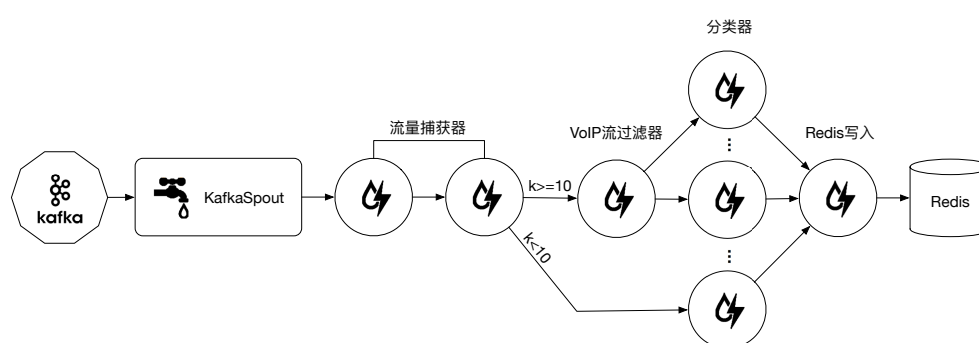 分类器
流量捕获器
VoIP流过滤器
Redis写入
kafka
KafkaSpout
k>=10
k<10
Redis